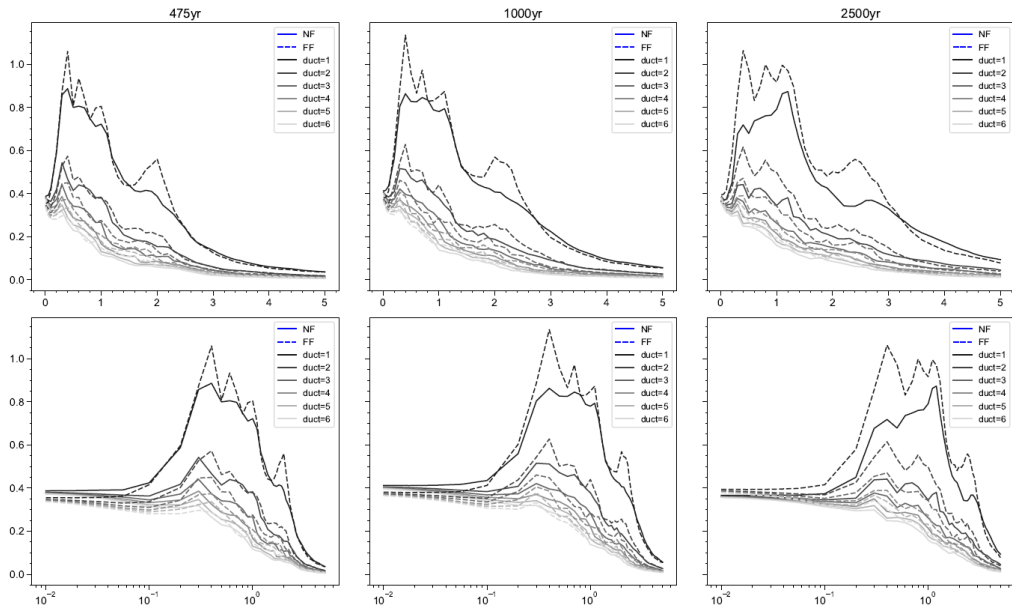 475yr
1000yr
2500yr
1.0
0.8
0.6
0.4
0.2
0.0
NF
FF
duct=1
duct=2
duct=3
duct=4
duct=5
duct=6
NF
FF
duct=1
duct=2
duct=3
duct=4
duct=5
duct=6
NF
FF
duct=1
duct=2
duct=3
duct=4
duct=5
duct=6
0 1 2 3 4 5
0 1 2 3 4 5
0 1 2 3 4 5
1.0
0.8
0.6
0.4
0.2
0.0
NF
FF
duct=1
duct=2
duct=3
duct=4
duct=5
duct=6
NF
FF
duct=1
duct=2
duct=3
duct=4
duct=5
duct=6
NF
FF
duct=1
duct=2
duct=3
duct=4
duct=5
duct=6
10⁻² 10⁻¹ 10⁰
10⁻² 10⁻¹ 10⁰
10⁻² 10⁻¹ 10⁰